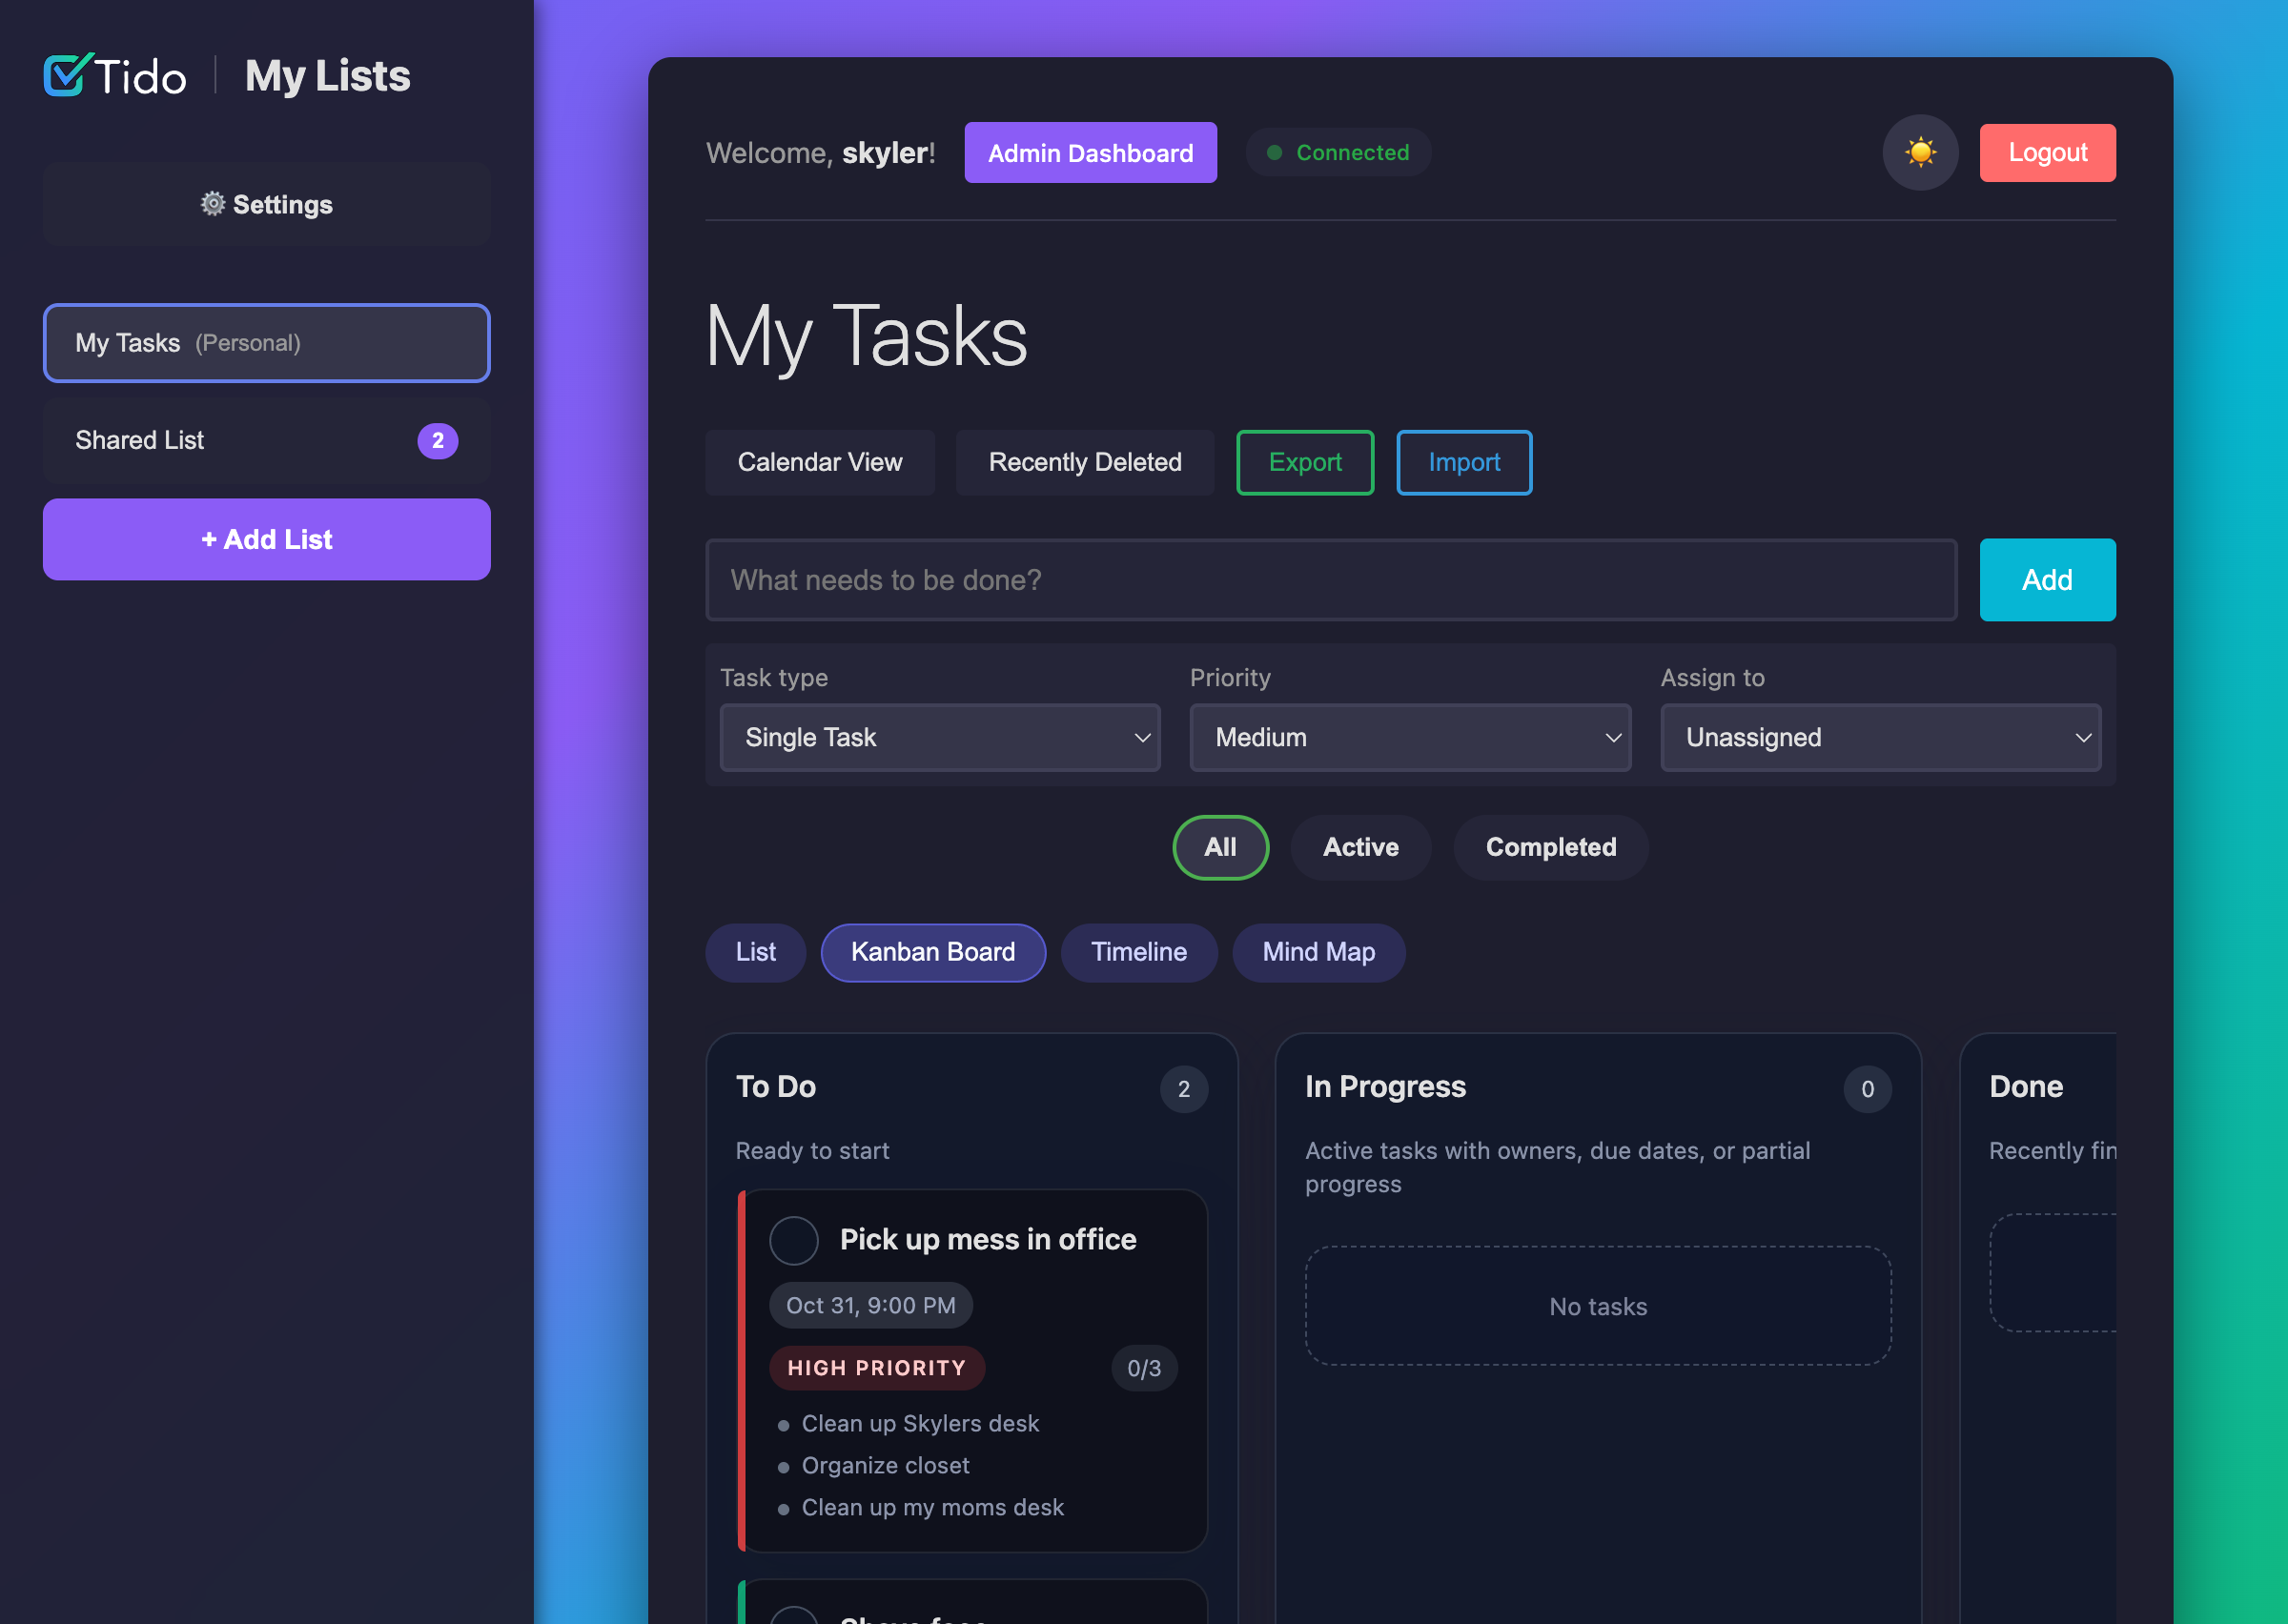 Tido
My Lists
Settings
My Tasks (Personal)
Shared List 2
+ Add List
Welcome, skyler!
Admin Dashboard
Connected
Logout
My Tasks
Calendar View
Recently Deleted
Export
Import
What needs to be done?
Add
Task type
Single Task
Priority
Medium
Assign to
Unassigned
All
Active
Completed
List
Kanban Board
Timeline
Mind Map
To Do 2
Ready to start
Pick up mess in office
Oct 31, 9:00 PM
HIGH PRIORITY 0/3
Clean up Skylers desk
Organize closet
Clean up my moms desk
In Progress 0
Active tasks with owners, due dates, or partial
progress
No tasks
Done
Recently fin